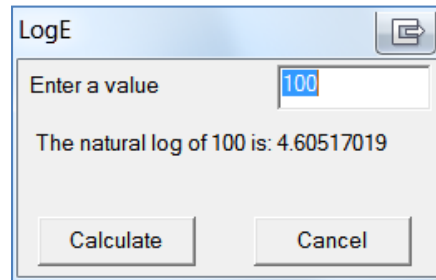 LogE
Enter a value 100
The natural log of 100 is: 4.60517019
Calculate Cancel